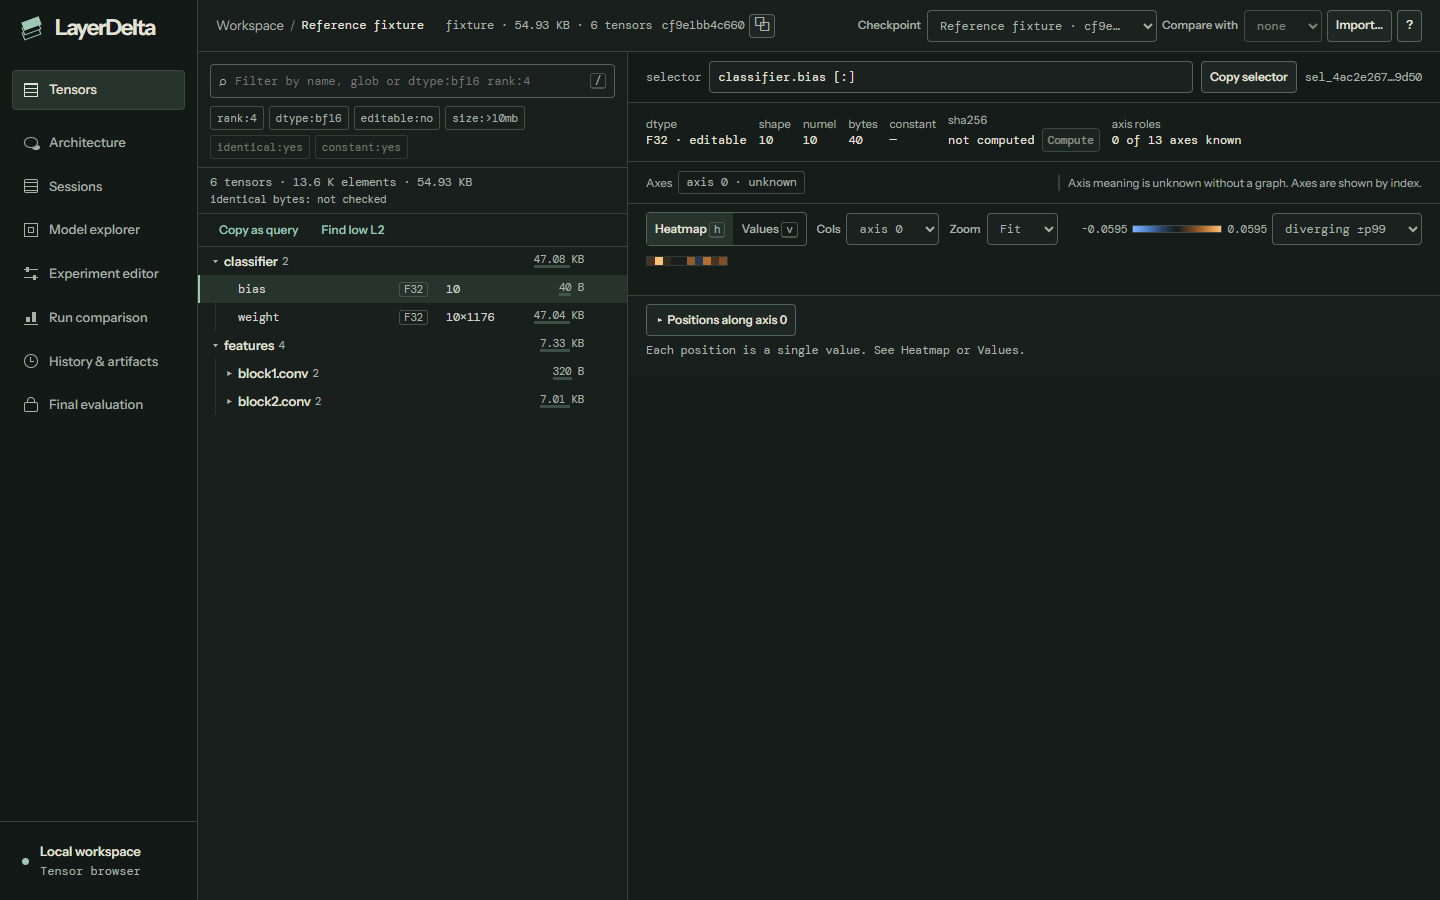 LayerDelta
Workspace / Reference fixture fixture · 54.93 KB · 6 tensors cf9e1bb4c660
Checkpoint Reference fixture · cf9e… Compare with none Import… ?
Tensors
Architecture
Sessions
Model explorer
Experiment editor
Run comparison
History & artifacts
Final evaluation
Local workspace
Tensor browser
Filter by name, glob or dtype:bf16 rank:4 /
rank:4 dtype:bf16 editable:no size:>10mb
identical:yes constant:yes
6 tensors · 13.6 K elements · 54.93 KB
identical bytes: not checked
Copy as query Find low L2
classifier 2 47.08 KB
bias F32 10 40 B
weight F32 10×1176 47.04 KB
features 4 7.33 KB
block1.conv 2 320 B
block2.conv 2 7.01 KB
selector classifier.bias [:] Copy selector sel_4ac2e267…9d50
dtype shape numel bytes constant sha256 axis roles
F32 · editable 10 10 40 — not computed Compute 0 of 13 axes known
Axes axis 0 · unknown Axis meaning is unknown without a graph. Axes are shown by index.
Heatmap h Values v Cols axis 0 Zoom Fit -0.0595 0.0595 diverging ±p99
Positions along axis 0
Each position is a single value. See Heatmap or Values.